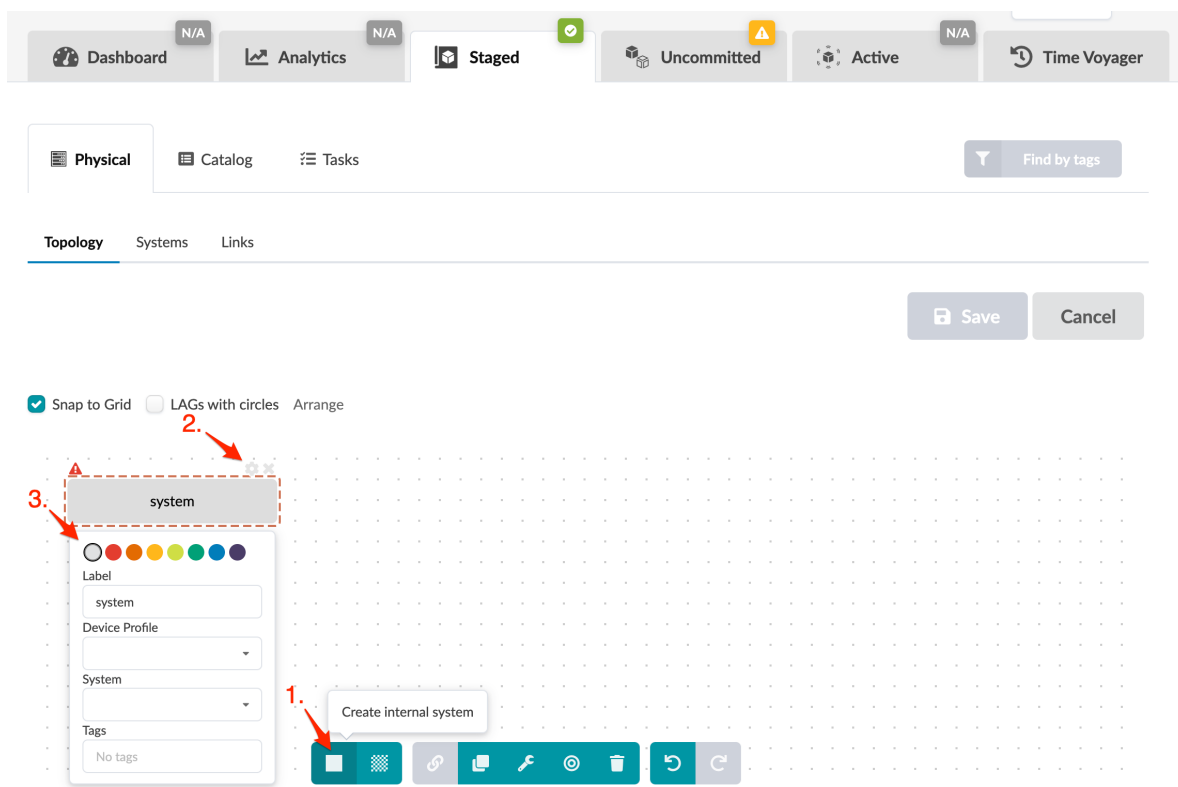 N/A N/A N/A
Dashboard Analytics Staged Uncommitted Active Time Voyager
Physical Catalog Tasks Find by tags
Topology Systems Links
Save Cancel
Snap to Grid LAGs with circles Arrange
2.
system
3.
Label
system
Device Profile
System
1.
Create internal system
Tags
No tags